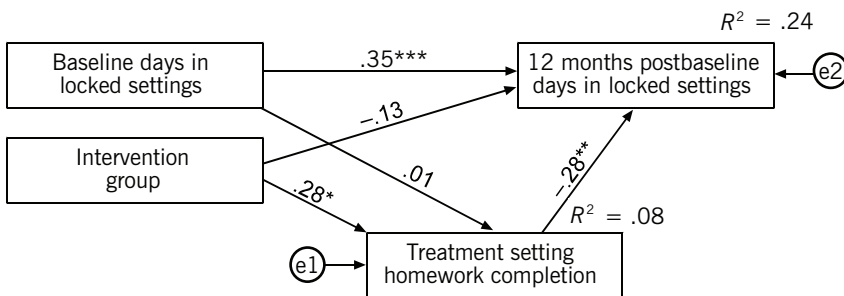 R² = .24
Baseline days in
locked settings
.35***
12 months postbaseline
days in locked settings
e2
–.13
Intervention
group
.01
–.28**
.28*
R² = .08
e1
Treatment setting
homework completion